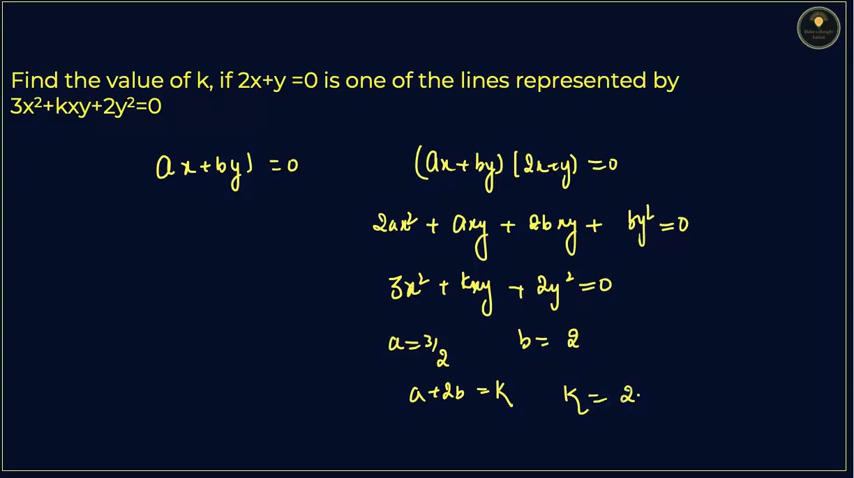 Find the value of k, if 2x+y =0 is one of the lines represented by
3x²+kxy+2y²=0
ax+by) =0
(ax+by) [2x+y) =0
2ax² + axy + 2bxy + by² =0
3x² + kxy + 2y² =0
a=3/2 b= 2
a+2b =K K= 2.